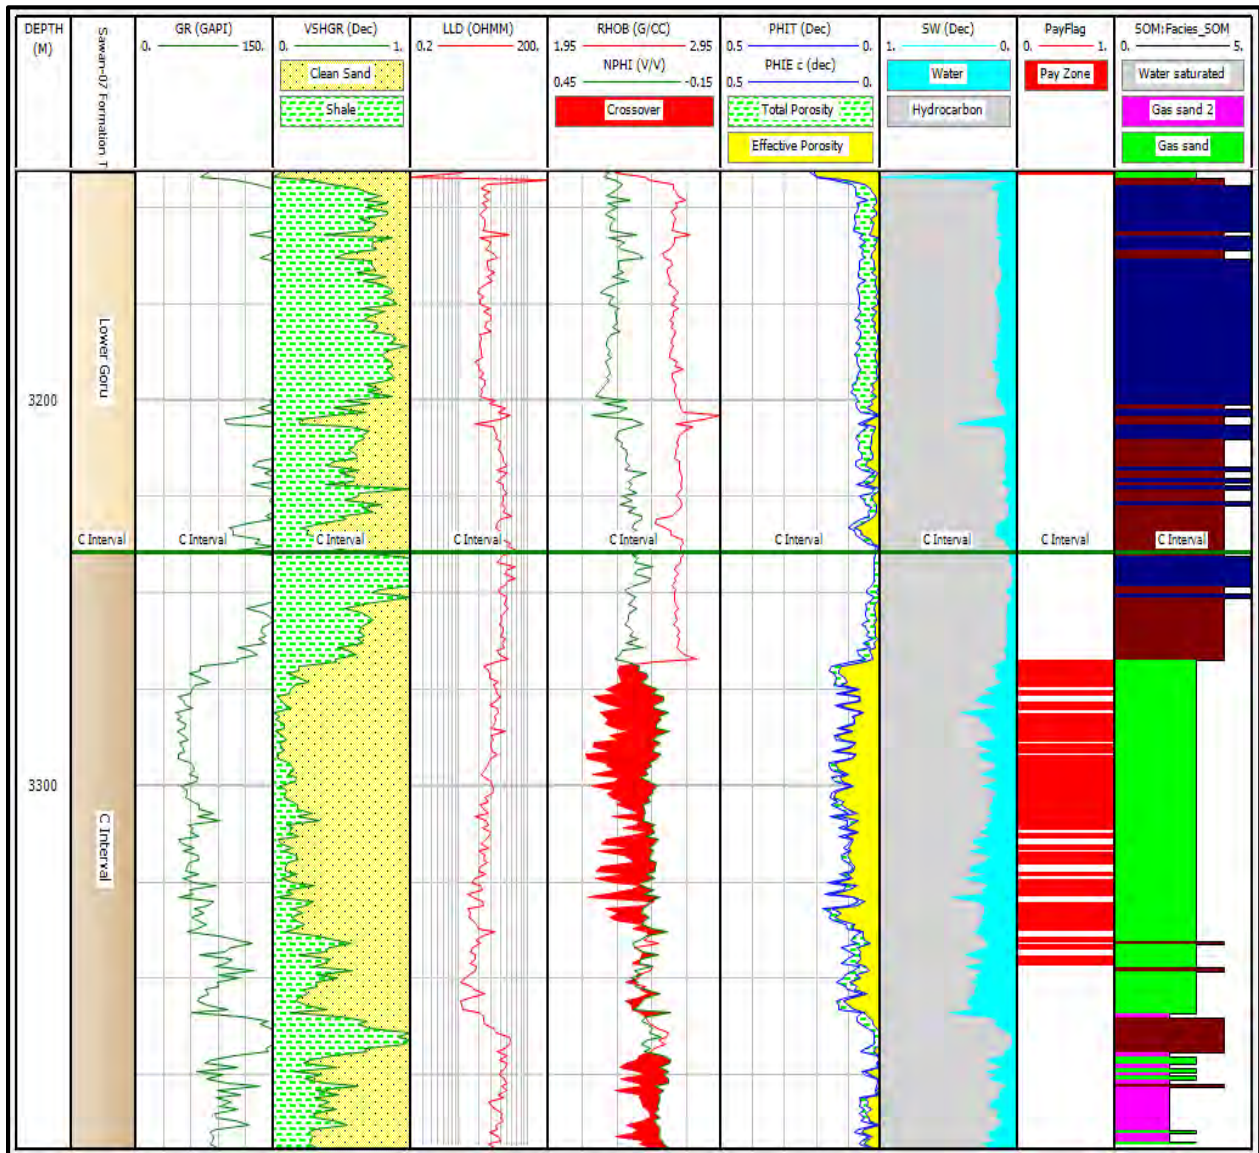 DEPTH
(M)
Sawan-07 Formation T
GR (GAPI)
0. 150.
VSHGR (Dec)
0. 1.
Clean Sand
Shale
LLD (OHMM)
0.2 200.
RHOB (G/CC)
1.95 2.95
NPHI (V/V)
0.45 -0.15
Crossover
PHIT (Dec)
0.5 0.
PHIE c (dec)
0.5 0.
Total Porosity
Effective Porosity
SW (Dec)
1. 0.
Water
Hydrocarbon
PayFlag
0. 1.
Pay Zone
SOM:Facies_SOM
0. 5.
Water saturated
Gas sand 2
Gas sand
Lower Goru
3200
C Interval C Interval C Interval C Interval C Interval C Interval C Interval C Interval C Interval
3300
C Interval